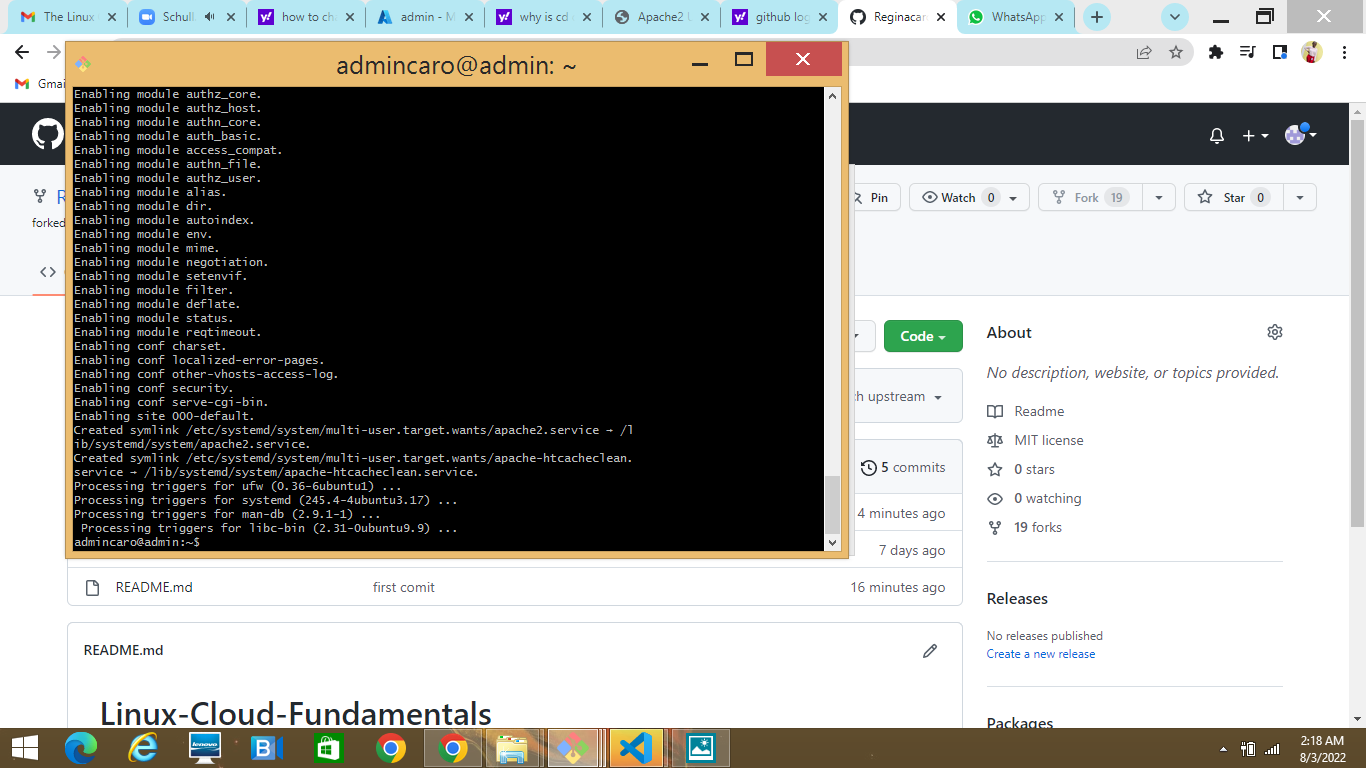 The Linux
Schull
how to ch
admin - M
why is cd
Apache2 U
github log
Reginacar
WhatsApp
Gmai
admincaro@admin: ~
Enabling module authz_core.
Enabling module authz_host.
Enabling module authn_core.
Enabling module auth_basic.
Enabling module access_compat.
Enabling module authn_file.
Enabling module authz_user.
Enabling module alias.
Enabling module dir.
Enabling module autoindex.
Enabling module env.
Enabling module mime.
Enabling module negotiation.
Enabling module setenvif.
Enabling module filter.
Enabling module deflate.
Enabling module status.
Enabling module reqtimeout.
Enabling conf charset.
Enabling conf localized-error-pages.
Enabling conf other-vhosts-access-log.
Enabling conf security.
Enabling conf serve-cgi-bin.
Enabling site 000-default.
Created symlink /etc/systemd/system/multi-user.target.wants/apache2.service → /l
ib/systemd/system/apache2.service.
Created symlink /etc/systemd/system/multi-user.target.wants/apache-htcacheclean.
service → /lib/systemd/system/apache-htcacheclean.service.
Processing triggers for ufw (0.36-6ubuntu1) ...
Processing triggers for systemd (245.4-4ubuntu3.17) ...
Processing triggers for man-db (2.9.1-1) ...
Processing triggers for libc-bin (2.31-0ubuntu9.9) ...
admincaro@admin:~$
R
forked
Pin
Watch 0
Fork 19
Star 0
Code
ch upstream
5 commits
4 minutes ago
7 days ago
README.md first comit 16 minutes ago
README.md
Linux-Cloud-Fundamentals
About
No description, website, or topics provided.
Readme
MIT license
0 stars
0 watching
19 forks
Releases
No releases published
Create a new release
Packages
lenovo
2:18 AM
8/3/2022